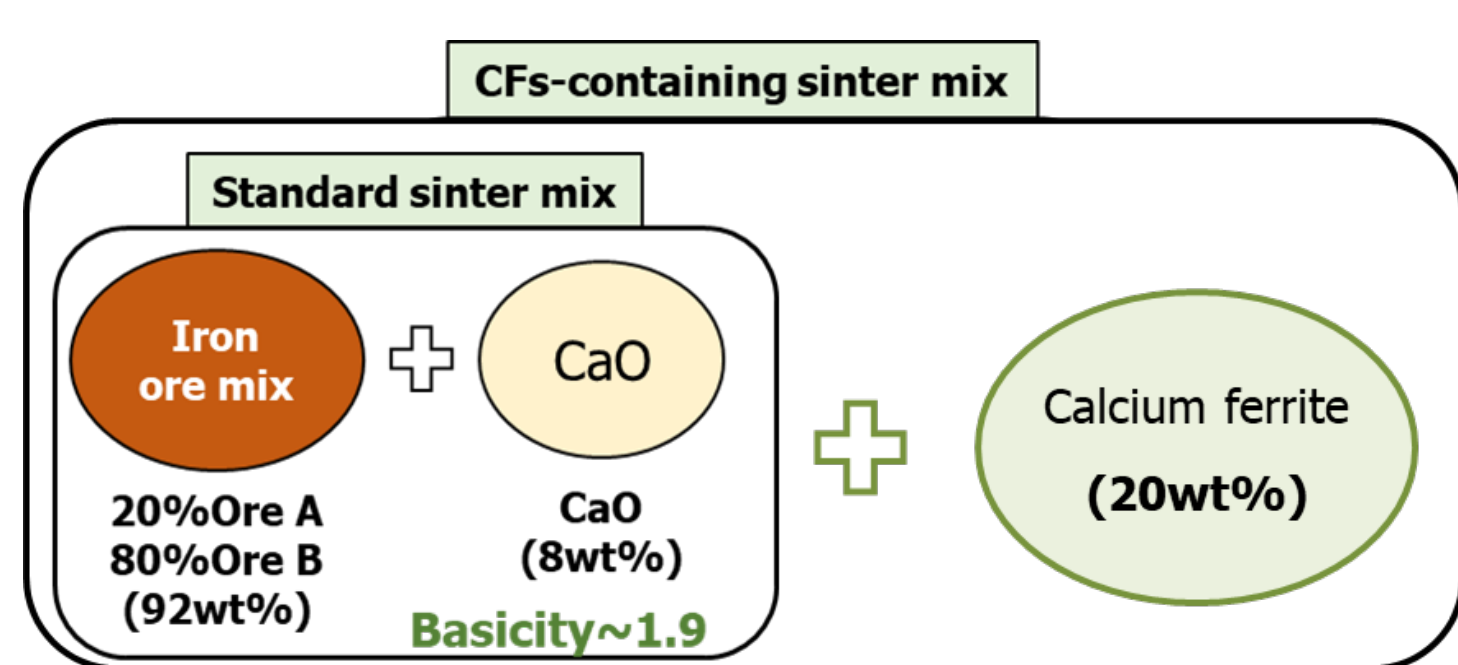 CFs-containing sinter mix
Standard sinter mix
Iron
ore mix
CaO
20%Ore A
80%Ore B
(92wt%)
CaO
(8wt%)
Basicity~1.9
Calcium ferrite
(20wt%)